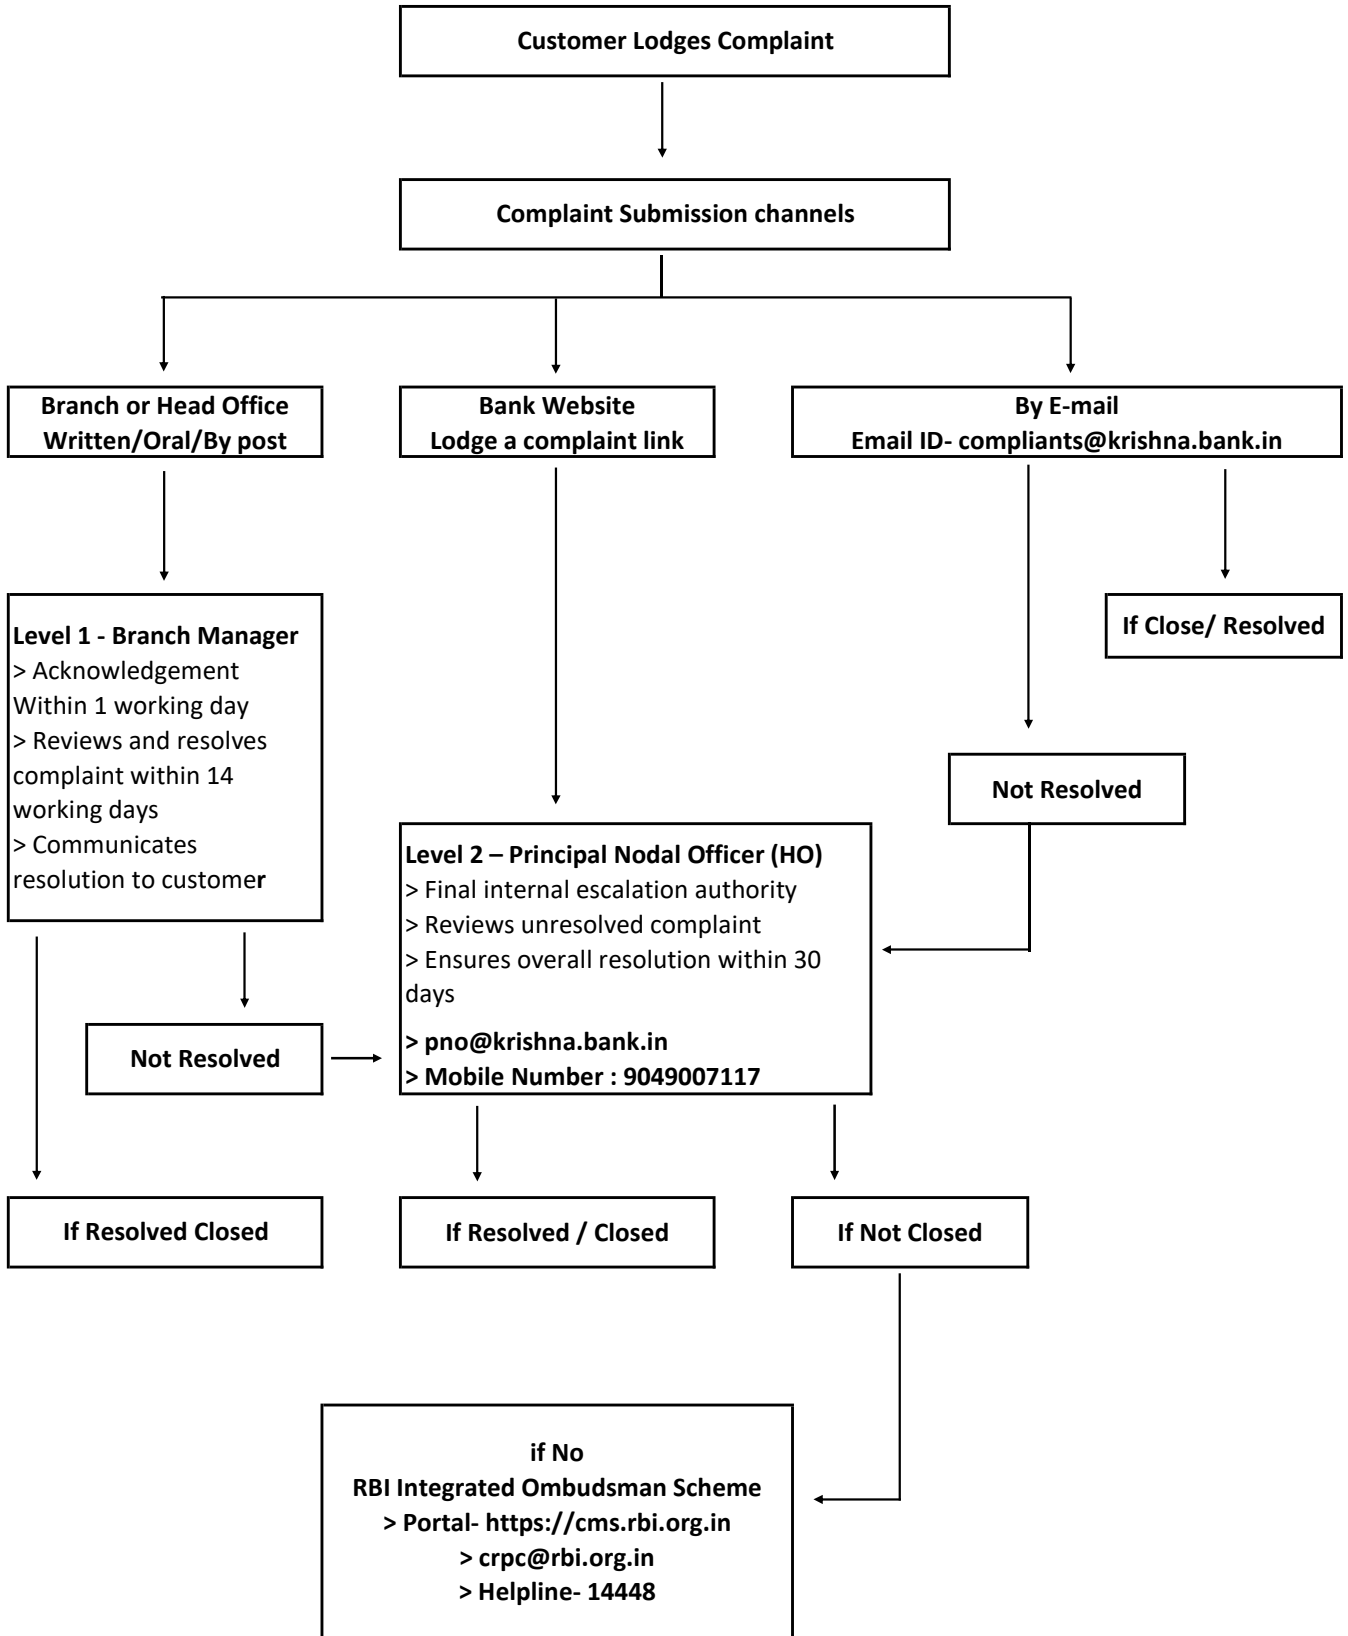 Customer Lodges Complaint
Complaint Submission channels
Branch or Head Office
Written/Oral/By post
Bank Website
Lodge a complaint link
By E-mail
Email ID- compliants@krishna.bank.in
Level 1 - Branch Manager
> Acknowledgement
Within 1 working day
> Reviews and resolves
complaint within 14
working days
> Communicates
resolution to customer
If Close/ Resolved
Not Resolved
Level 2 – Principal Nodal Officer (HO)
> Final internal escalation authority
> Reviews unresolved complaint
> Ensures overall resolution within 30
days
> pno@krishna.bank.in
> Mobile Number : 9049007117
Not Resolved
If Resolved Closed
If Resolved / Closed
If Not Closed
if No
RBI Integrated Ombudsman Scheme
> Portal- https://cms.rbi.org.in
> crpc@rbi.org.in
> Helpline- 14448